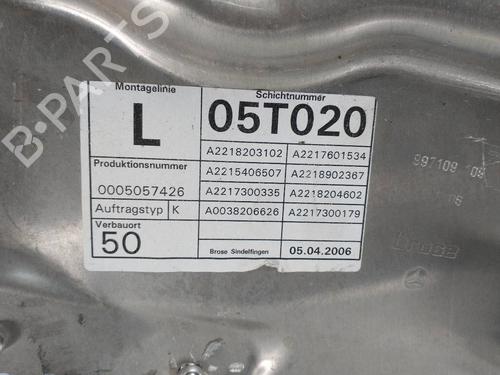 B-PARTS
Montagelinie
L
Schichtnummer
05T020
A2218203102 A2217601534
A2215406507 A2218902367
A2217300335 A2218204602
A0038206626 A2217300179
Produktionsnummer
0005057426
Auftragstyp K
Verbauort
50
Brose Sindelfingen 05.04.2006
Brose